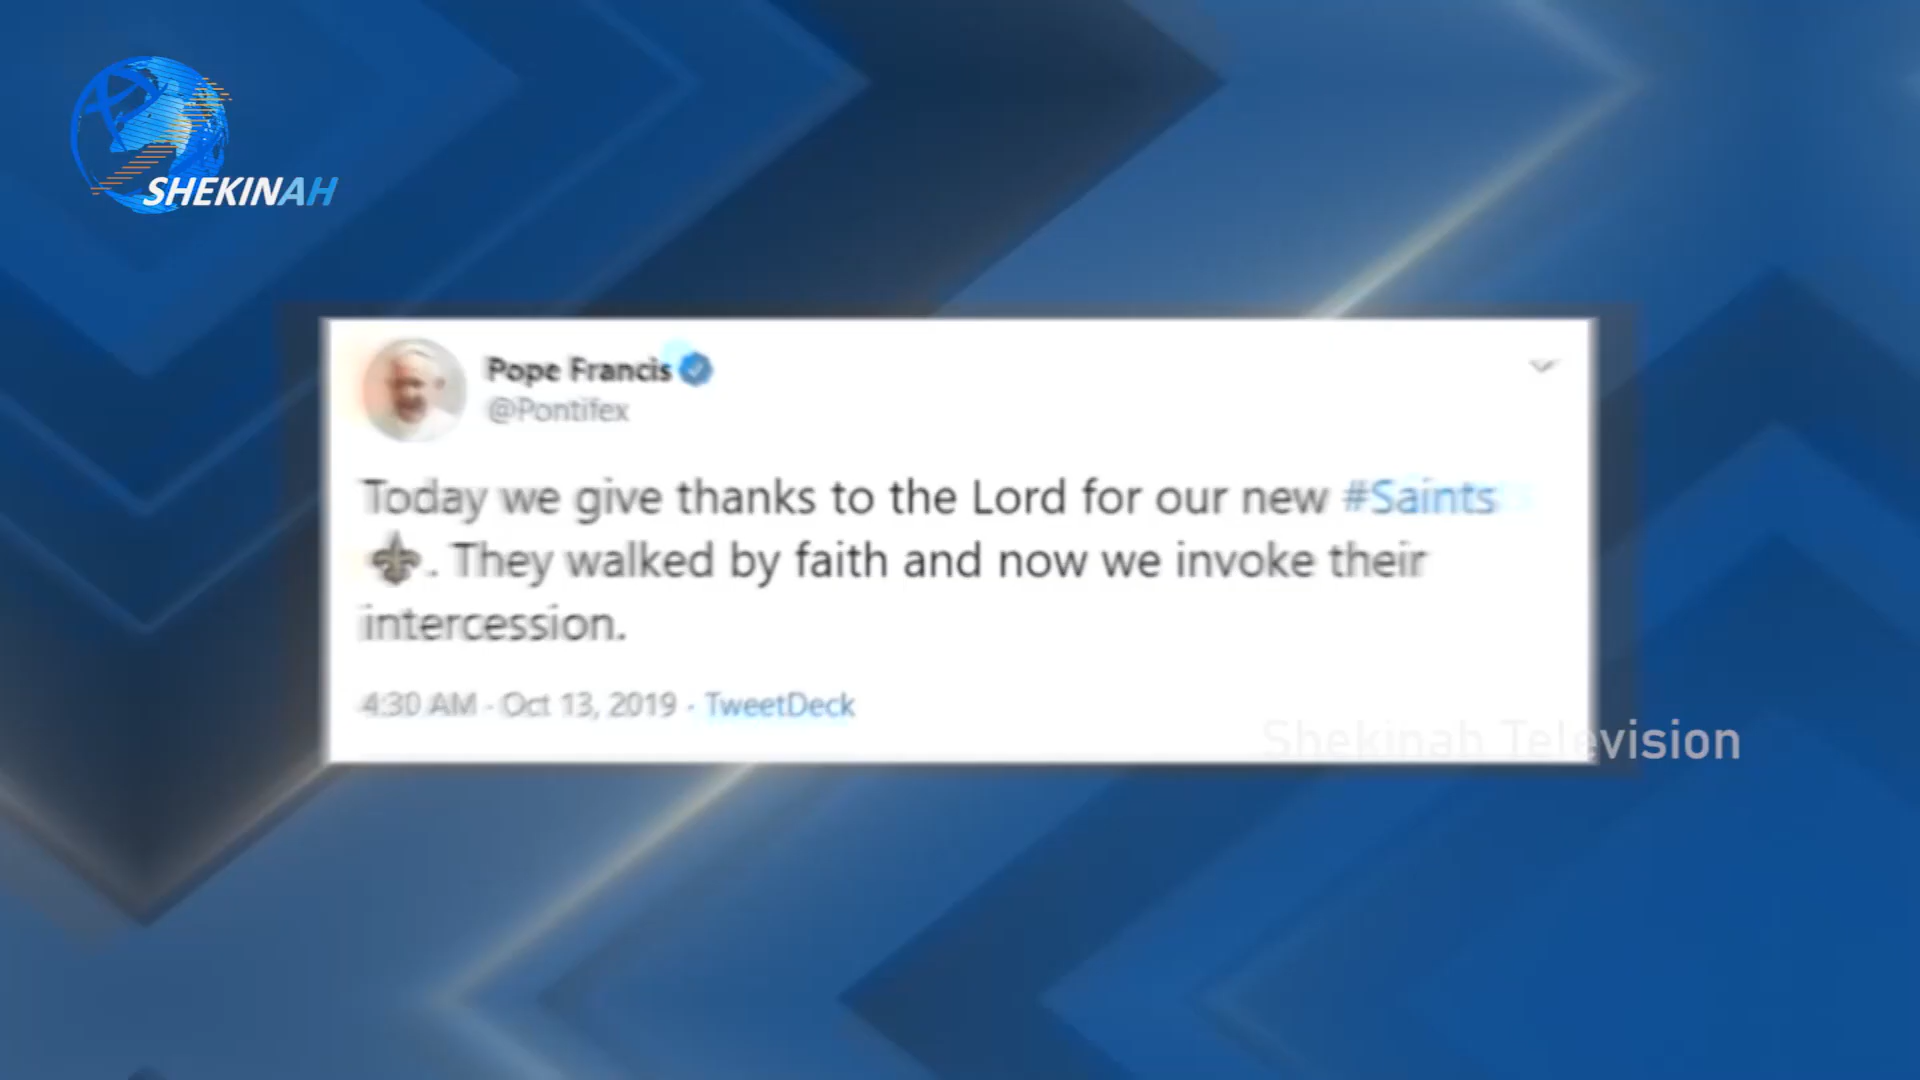 SHEKINAH
Pope Francis
@Pontifex
Today we give thanks to the Lord for our new #Saints
. They walked by faith and now we invoke their
intercession.
4:30 AM · Oct 13, 2019 · TweetDeck
Shekinah Television